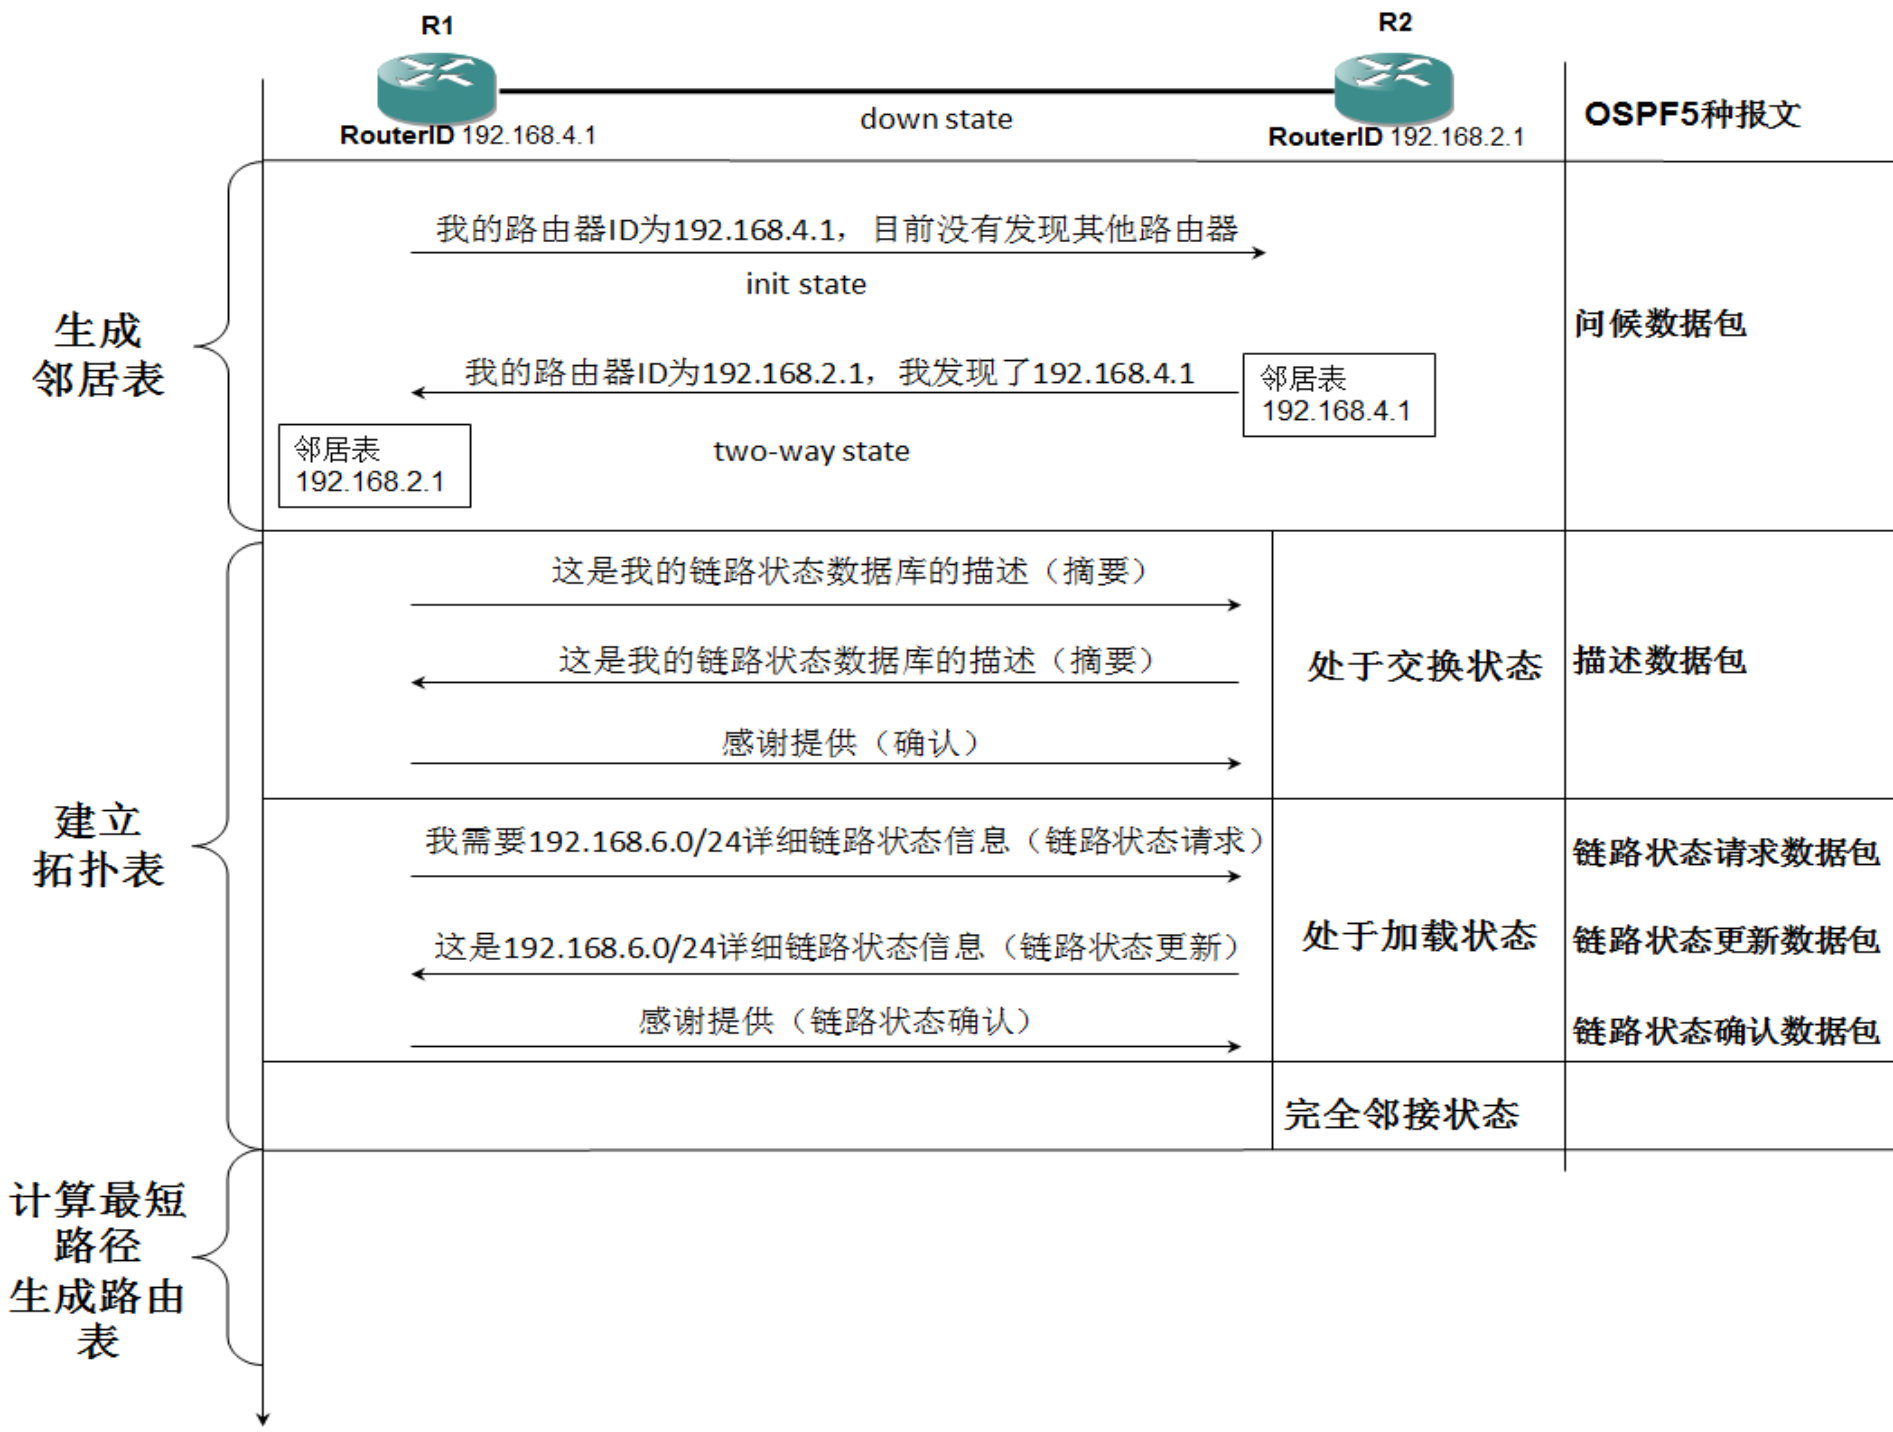 R1
R2
RouterID 192.168.4.1
down state
RouterID 192.168.2.1
OSPF5种报文
生成
邻居表
我的路由器ID为192.168.4.1，目前没有发现其他路由器
init state
问候数据包
我的路由器ID为192.168.2.1，我发现了192.168.4.1
邻居表
192.168.4.1
邻居表
192.168.2.1
two-way state
建立
拓扑表
这是我的链路状态数据库的描述（摘要）
这是我的链路状态数据库的描述（摘要）
感谢提供（确认）
处于交换状态
描述数据包
我需要192.168.6.0/24详细链路状态信息（链路状态请求）
这是192.168.6.0/24详细链路状态信息（链路状态更新）
感谢提供（链路状态确认）
处于加载状态
链路状态请求数据包
链路状态更新数据包
链路状态确认数据包
完全邻接状态
计算最短
路径
生成路由
表